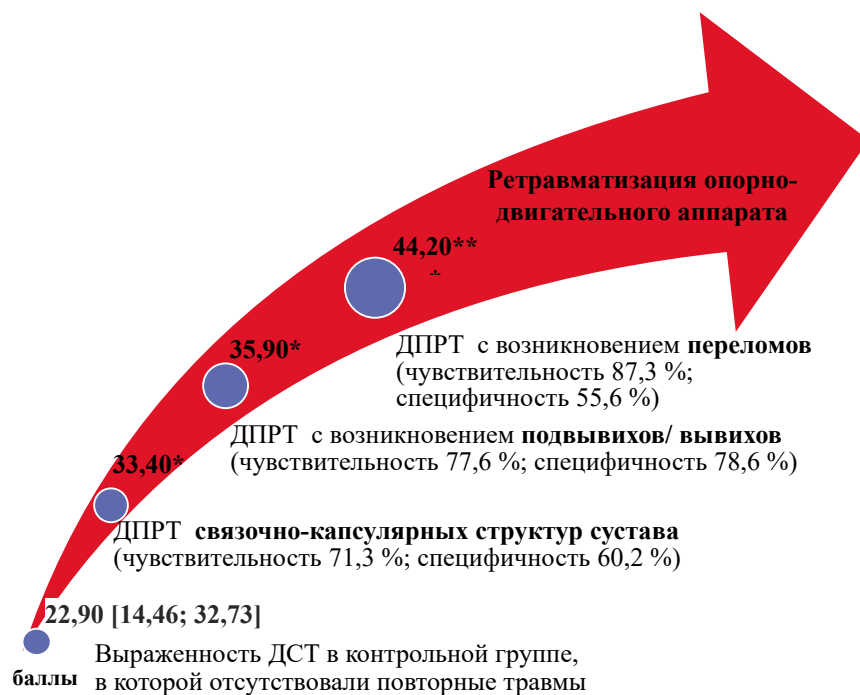 Ретравматизация опорно-
двигательного аппарата
44,20**
*
35,90*
ДПРТ с возникновением переломов
(чувствительность 87,3 %;
специфичность 55,6 %)
ДПРТ с возникновением подвывихов/ вывихов
(чувствительность 77,6 %; специфичность 78,6 %)
33,40*
ДПРТ связочно-капсулярных структур сустава
(чувствительность 71,3 %; специфичность 60,2 %)
22,90 [14,46; 32,73]
баллы
Выраженность ДСТ в контрольной группе,
в которой отсутствовали повторные травмы